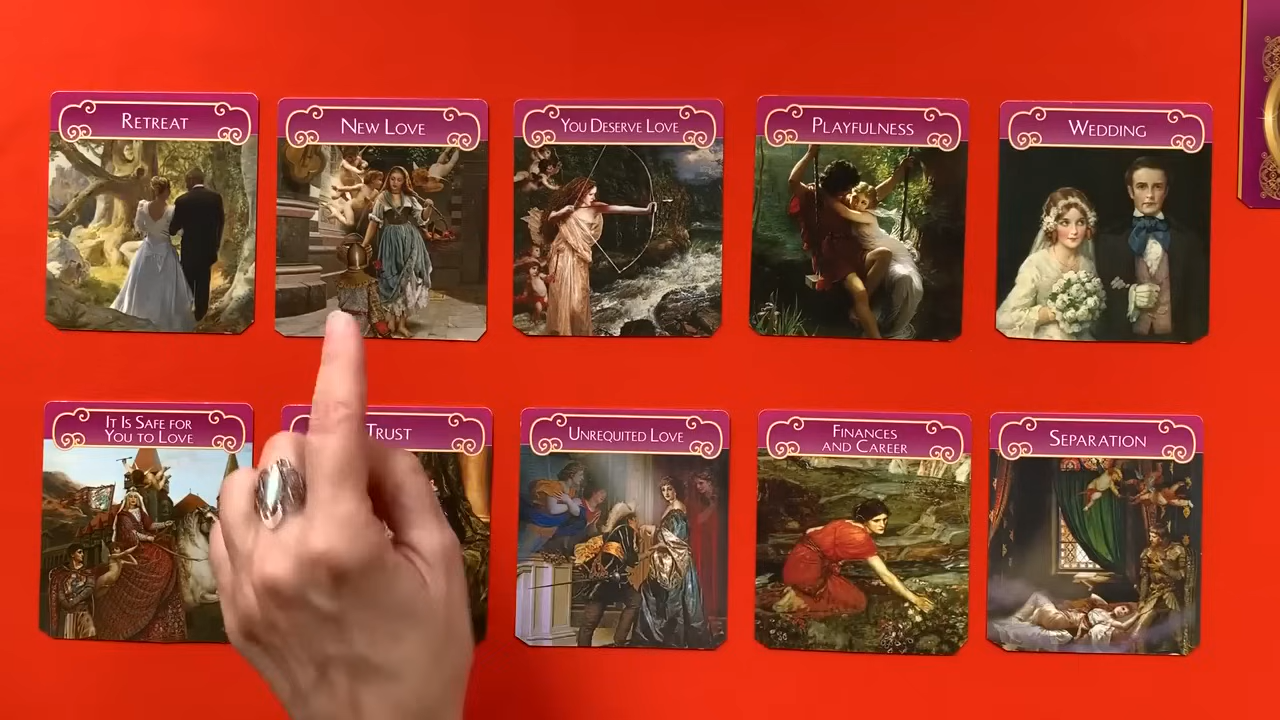 Retreat
New Love
You Deserve Love
Playfulness
Wedding
It Is Safe for
You to Love
Trust
Unrequited Love
Finances
and Career
Separation